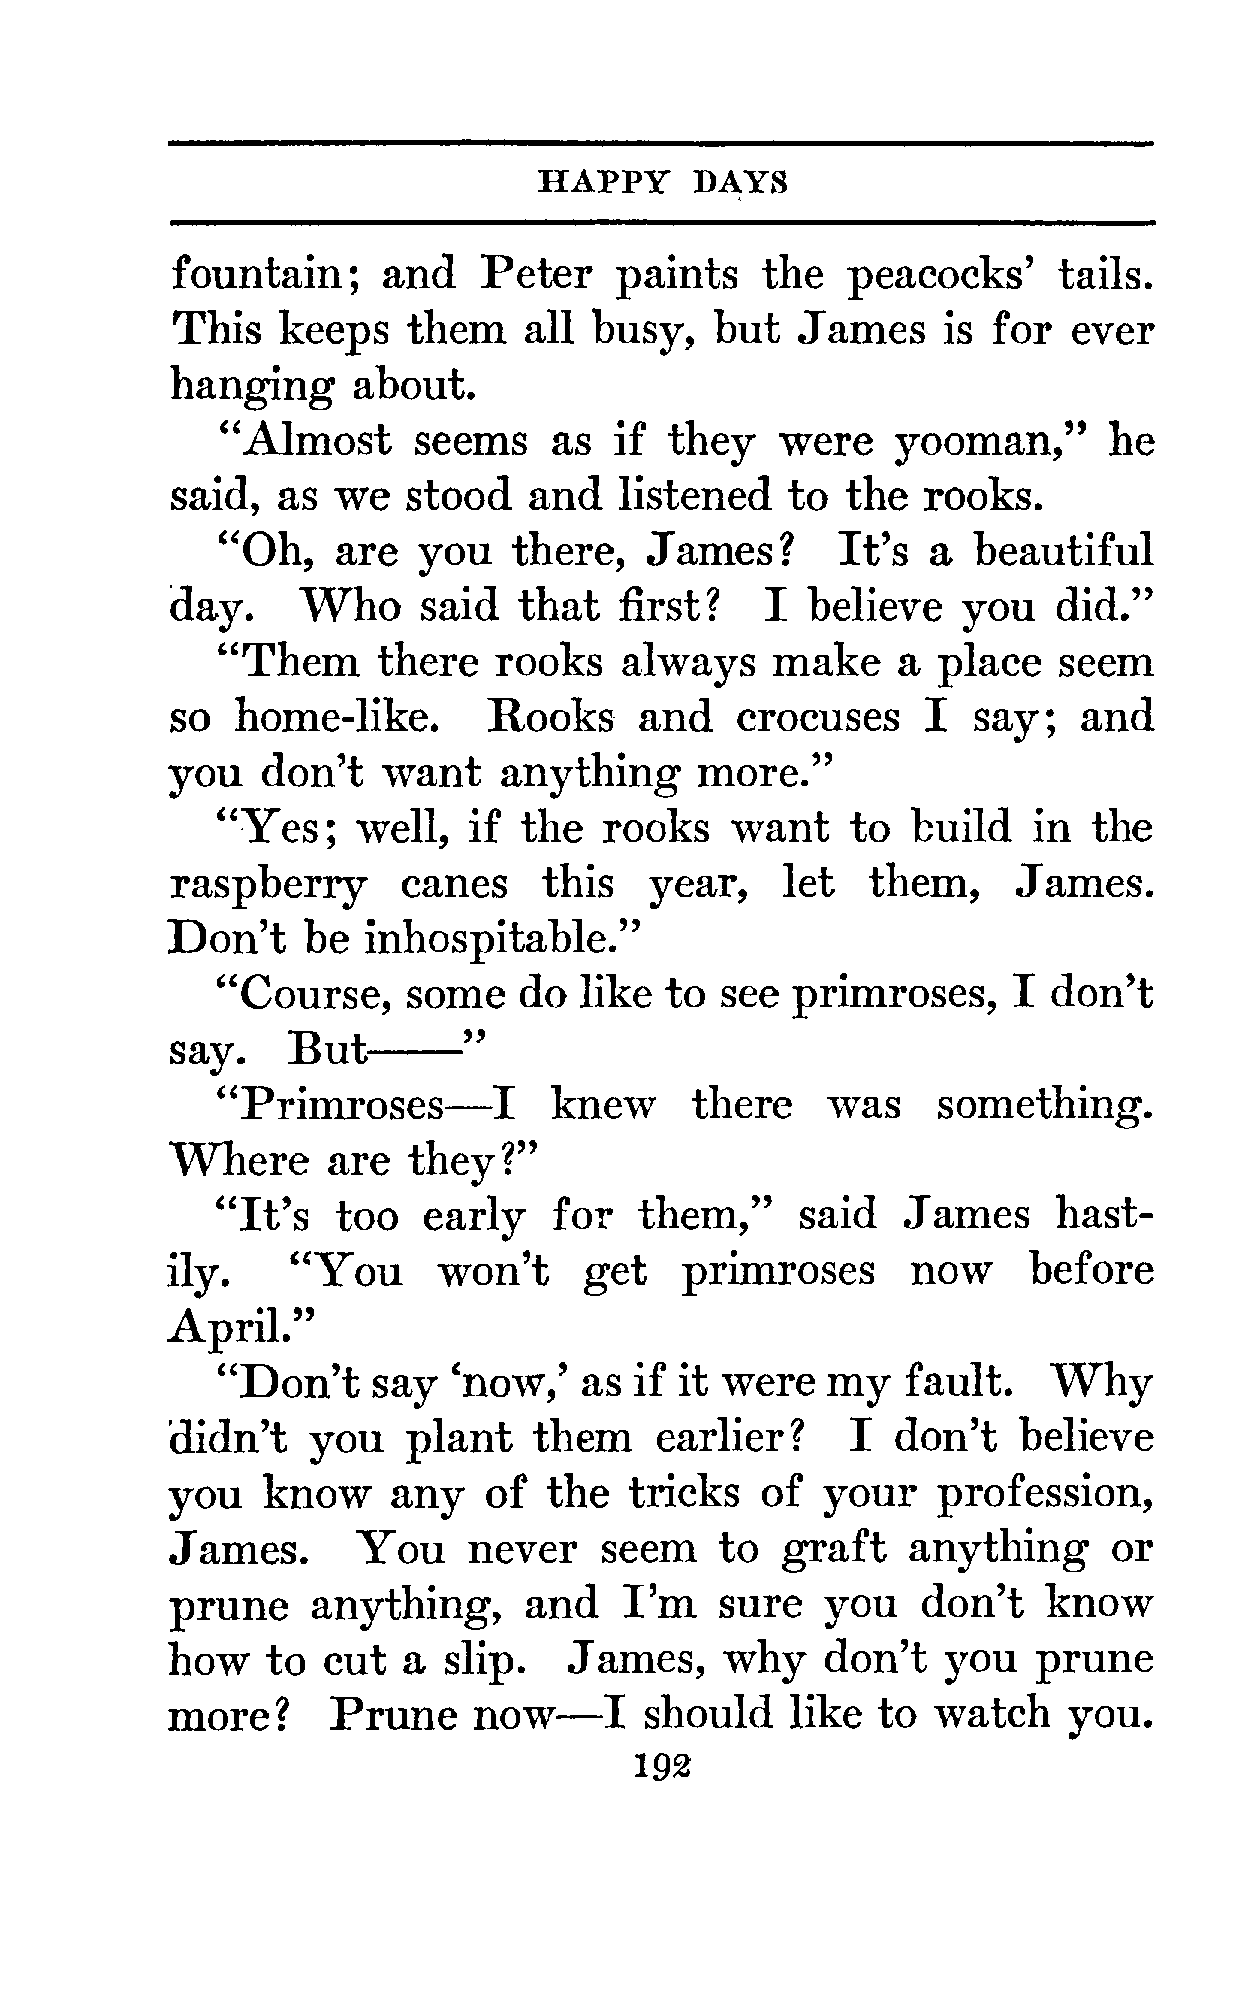 HAPPY DAYS
fountain; and Peter paints the peacocks' tails.
This keeps them all busy, but James is for ever
hanging about.
"Almost seems as if they were yooman," he
said, as we stood and listened to the rooks.
"Oh, are you there, James? It's a beautiful
day. Who said that first? I believe you did."
"Them there rooks always make a place seem
so home-like. Rooks and crocuses I say; and
you don't want anything more."
"Yes; well, if the rooks want to build in the
raspberry canes this year, let them, James.
Don't be inhospitable."
"Course, some do like to see primroses, I don't
say. But——"
"Primroses—I knew there was something.
Where are they?"
"It's too early for them," said James hast-
ily. "You won't get primroses now before
April."
"Don't say 'now,' as if it were my fault. Why
didn't you plant them earlier? I don't believe
you know any of the tricks of your profession,
James. You never seem to graft anything or
prune anything, and I'm sure you don't know
how to cut a slip. James, why don't you prune
more? Prune now—I should like to watch you.
192